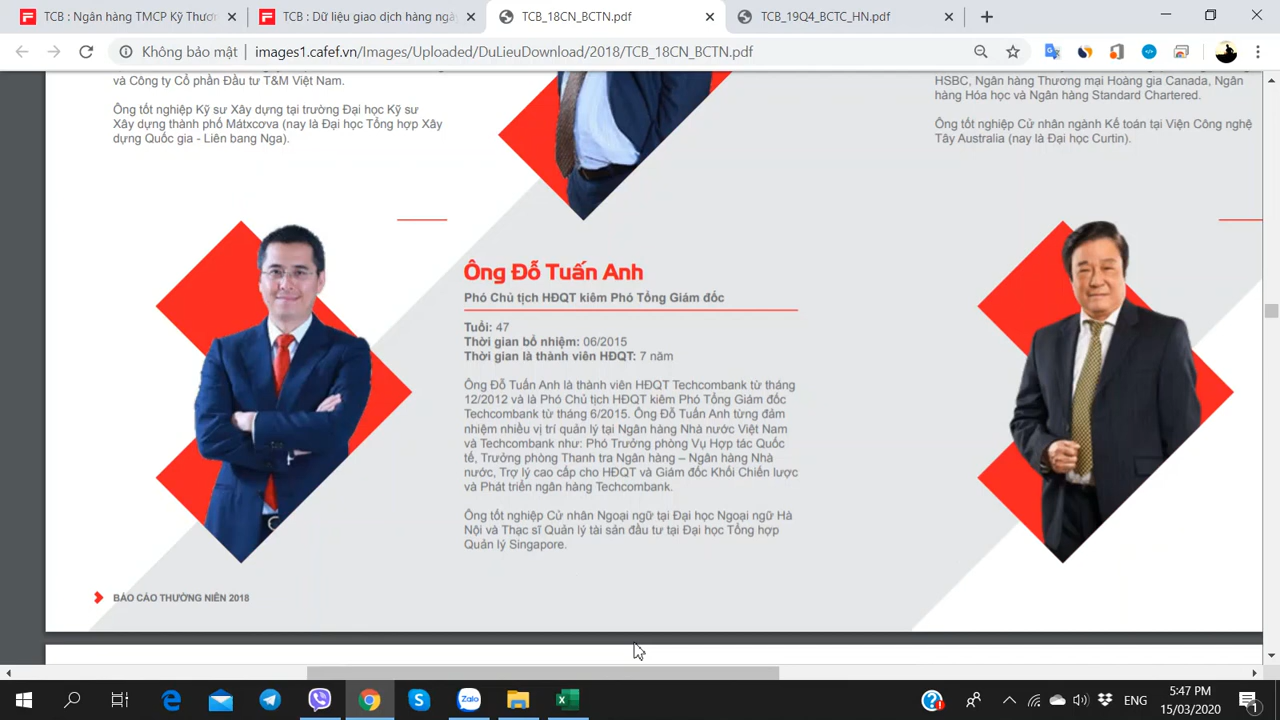 TCB : Ngân hàng TMCP Kỹ Thươn
TCB : Dữ liệu giao dịch hàng ngày
TCB_18CN_BCTN.pdf
TCB_19Q4_BCTC_HN.pdf
Không bảo mật
images1.cafef.vn/Images/Uploaded/DuLieuDownload/2018/TCB_18CN_BCTN.pdf
và Công ty Cổ phần Đầu tư T&M Việt Nam.
Ông tốt nghiệp Kỹ sư Xây dựng tại trường Đại học Kỹ sư
Xây dựng thành phố Mátxcơva (nay là Đại học Tổng hợp Xây
dựng Quốc gia - Liên bang Nga).
HSBC, Ngân hàng Thương mại Hoàng gia Canada, Ngân
hàng Hóa học và Ngân hàng Standard Chartered.
Ông tốt nghiệp Cử nhân ngành Kế toán tại Viện Công nghệ
Tây Australia (nay là Đại học Curtin).
Ông Đỗ Tuấn Anh
Phó Chủ tịch HĐQT kiêm Phó Tổng Giám đốc
Tuổi: 47
Thời gian bổ nhiệm: 06/2015
Thời gian là thành viên HĐQT: 7 năm
Ông Đỗ Tuấn Anh là thành viên HĐQT Techcombank từ tháng
12/2012 và là Phó Chủ tịch HĐQT kiêm Phó Tổng Giám đốc
Techcombank từ tháng 6/2015. Ông Đỗ Tuấn Anh từng đảm
nhiệm nhiều vị trí quản lý tại Ngân hàng Nhà nước Việt Nam
và Techcombank như: Phó Trưởng phòng Vụ Hợp tác Quốc
tế, Trưởng phòng Thanh tra Ngân hàng – Ngân hàng Nhà
nước, Trợ lý cao cấp cho HĐQT và Giám đốc Khối Chiến lược
và Phát triển ngân hàng Techcombank.
Ông tốt nghiệp Cử nhân Ngoại ngữ tại Đại học Ngoại ngữ Hà
Nội và Thạc sĩ Quản lý tài sản đầu tư tại Đại học Tổng hợp
Quản lý Singapore.
BÁO CÁO THƯỜNG NIÊN 2018
Zalo
ENG
5:47 PM
15/03/2020
1